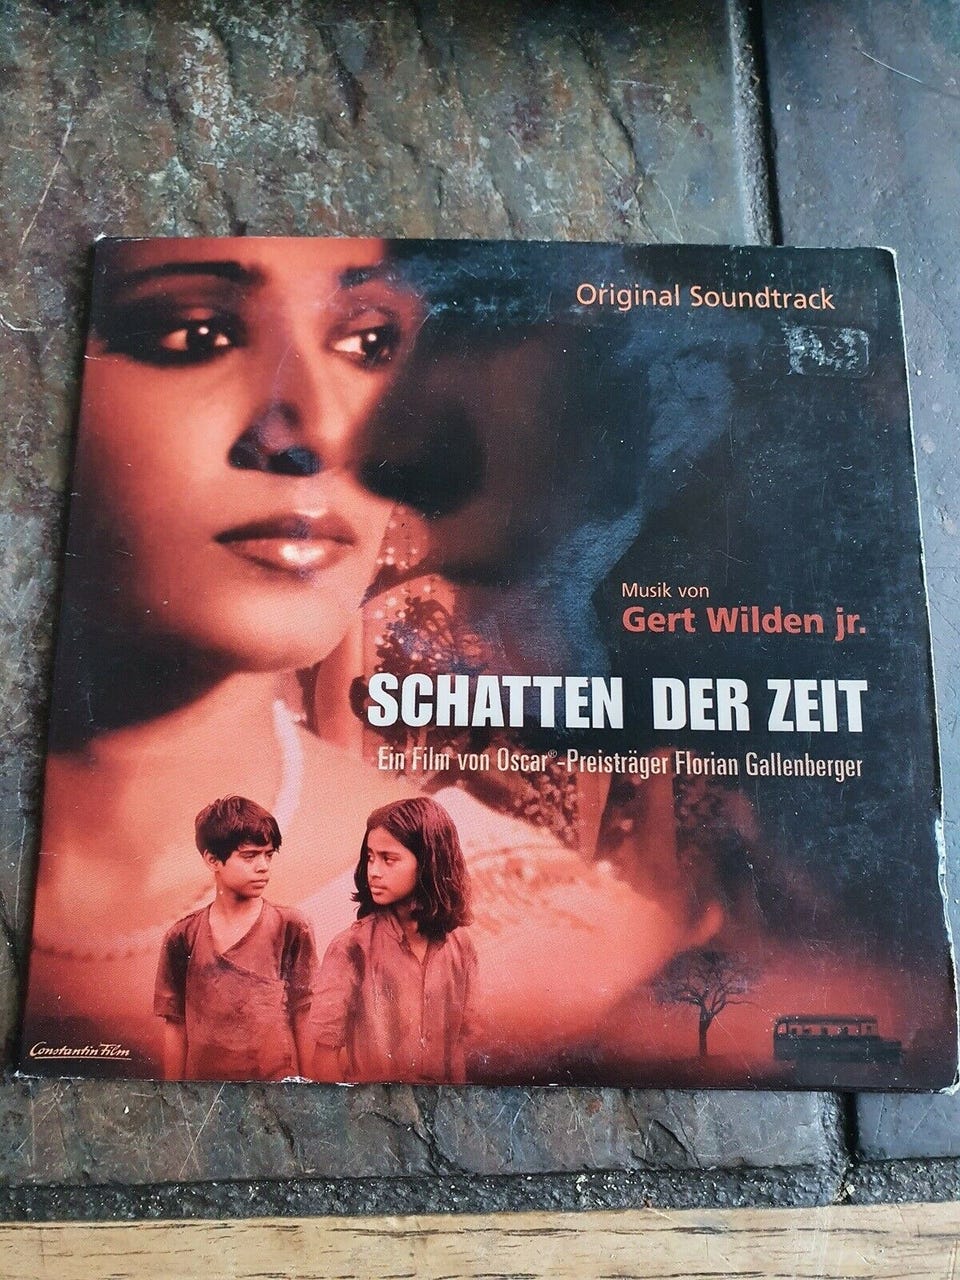 Original Soundtrack
Musik von
Gert Wilden jr.
SCHATTEN DER ZEIT
Ein Film von Oscar®-Preisträger Florian Gallenberger
Constantin Film